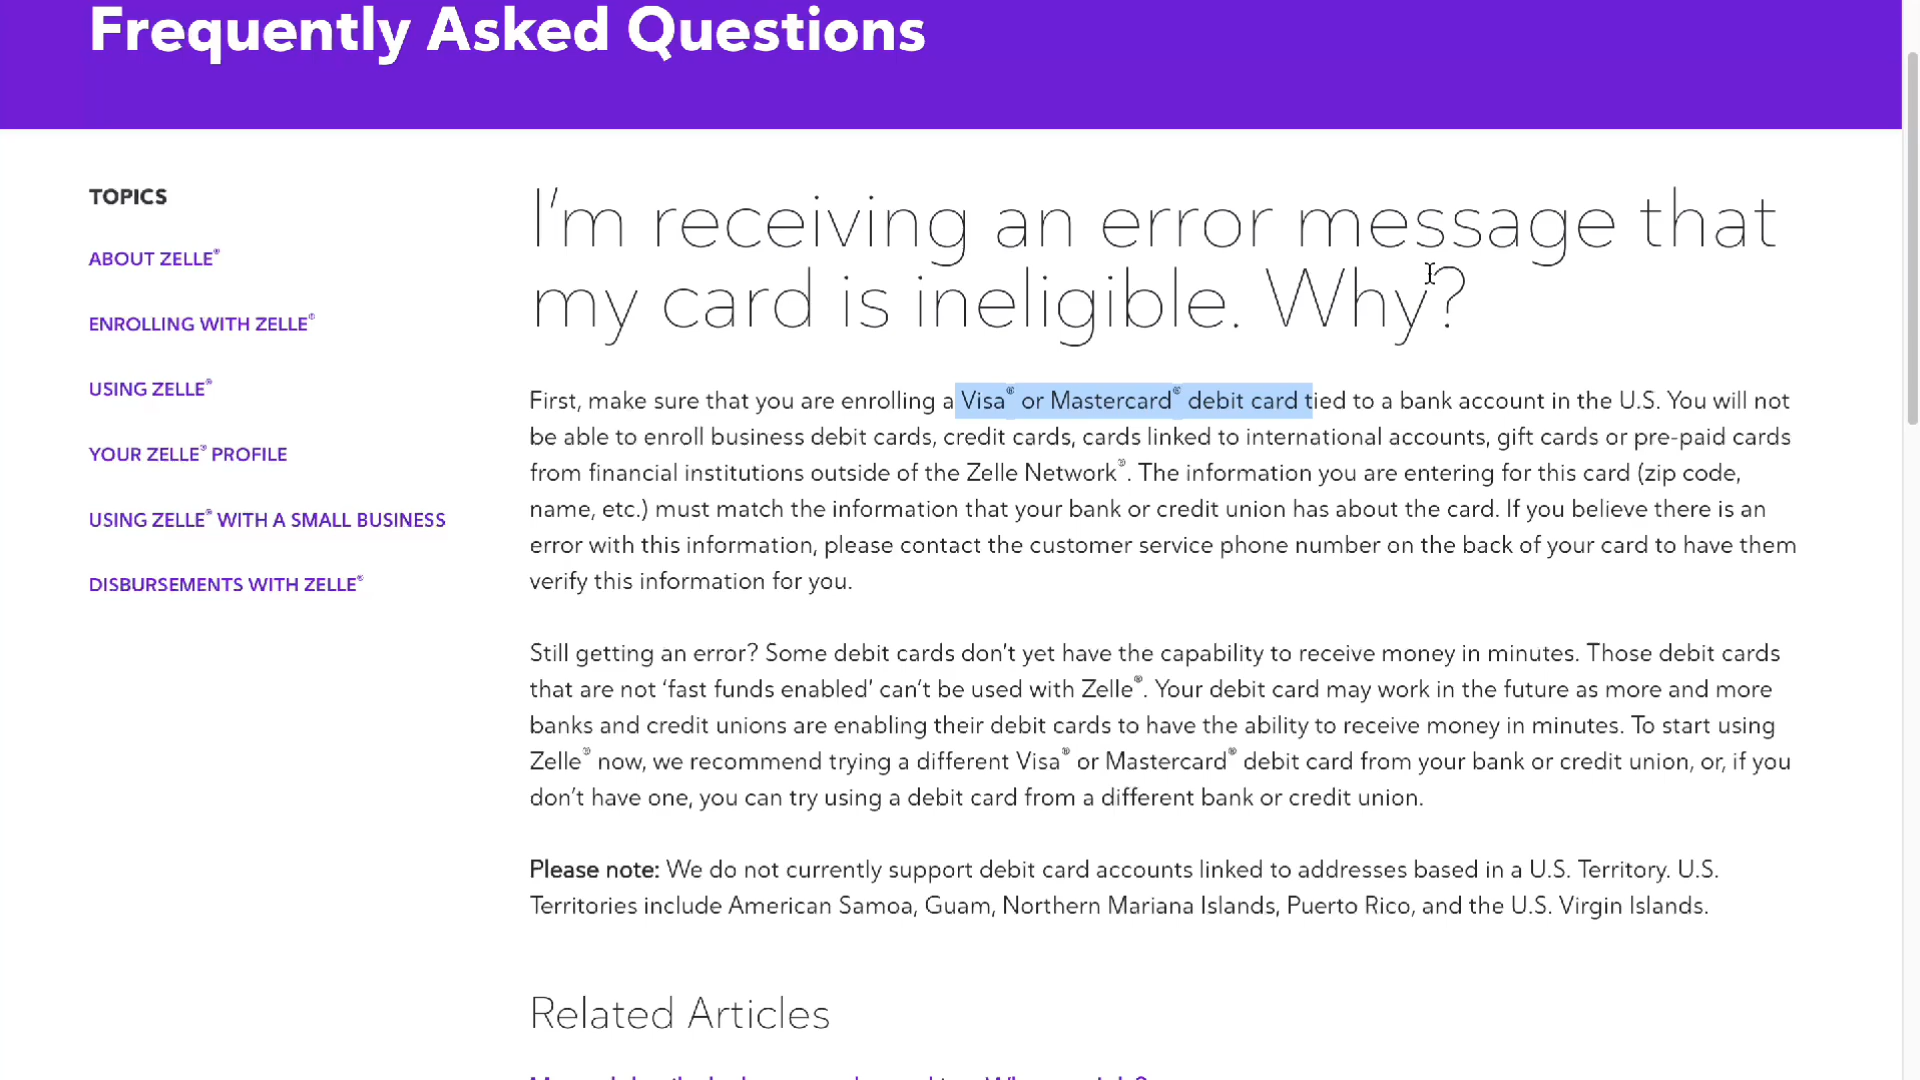 Frequently Asked Questions
TOPICS
ABOUT ZELLE®
ENROLLING WITH ZELLE®
USING ZELLE®
YOUR ZELLE® PROFILE
USING ZELLE® WITH A SMALL BUSINESS
DISBURSEMENTS WITH ZELLE®
I’m receiving an error message that
my card is ineligible. Why?
First, make sure that you are enrolling a Visa® or Mastercard® debit card tied to a bank account in the U.S. You will not
be able to enroll business debit cards, credit cards, cards linked to international accounts, gift cards or pre-paid cards
from financial institutions outside of the Zelle Network®. The information you are entering for this card (zip code,
name, etc.) must match the information that your bank or credit union has about the card. If you believe there is an
error with this information, please contact the customer service phone number on the back of your card to have them
verify this information for you.
Still getting an error? Some debit cards don’t yet have the capability to receive money in minutes. Those debit cards
that are not ‘fast funds enabled’ can’t be used with Zelle®. Your debit card may work in the future as more and more
banks and credit unions are enabling their debit cards to have the ability to receive money in minutes. To start using
Zelle® now, we recommend trying a different Visa® or Mastercard® debit card from your bank or credit union, or, if you
don’t have one, you can try using a debit card from a different bank or credit union.
Please note: We do not currently support debit card accounts linked to addresses based in a U.S. Territory. U.S.
Territories include American Samoa, Guam, Northern Mariana Islands, Puerto Rico, and the U.S. Virgin Islands.
Related Articles